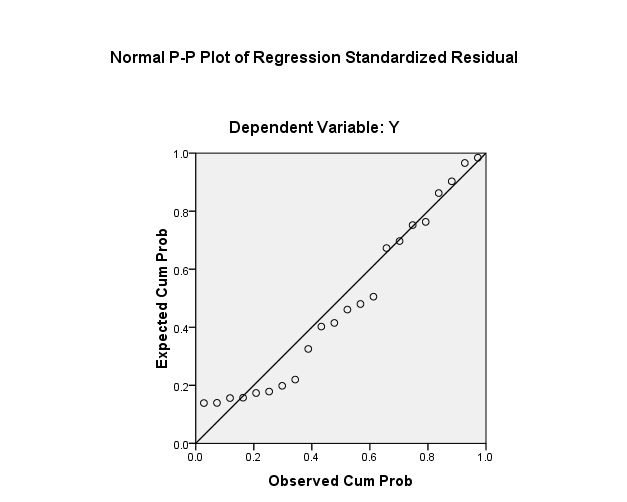 Normal P-P Plot of Regression Standardized Residual
Dependent Variable: Y
1.0
0.8
0.6
0.4
0.2
0.0
Expected Cum Prob
0.0 0.2 0.4 0.6 0.8 1.0
Observed Cum Prob